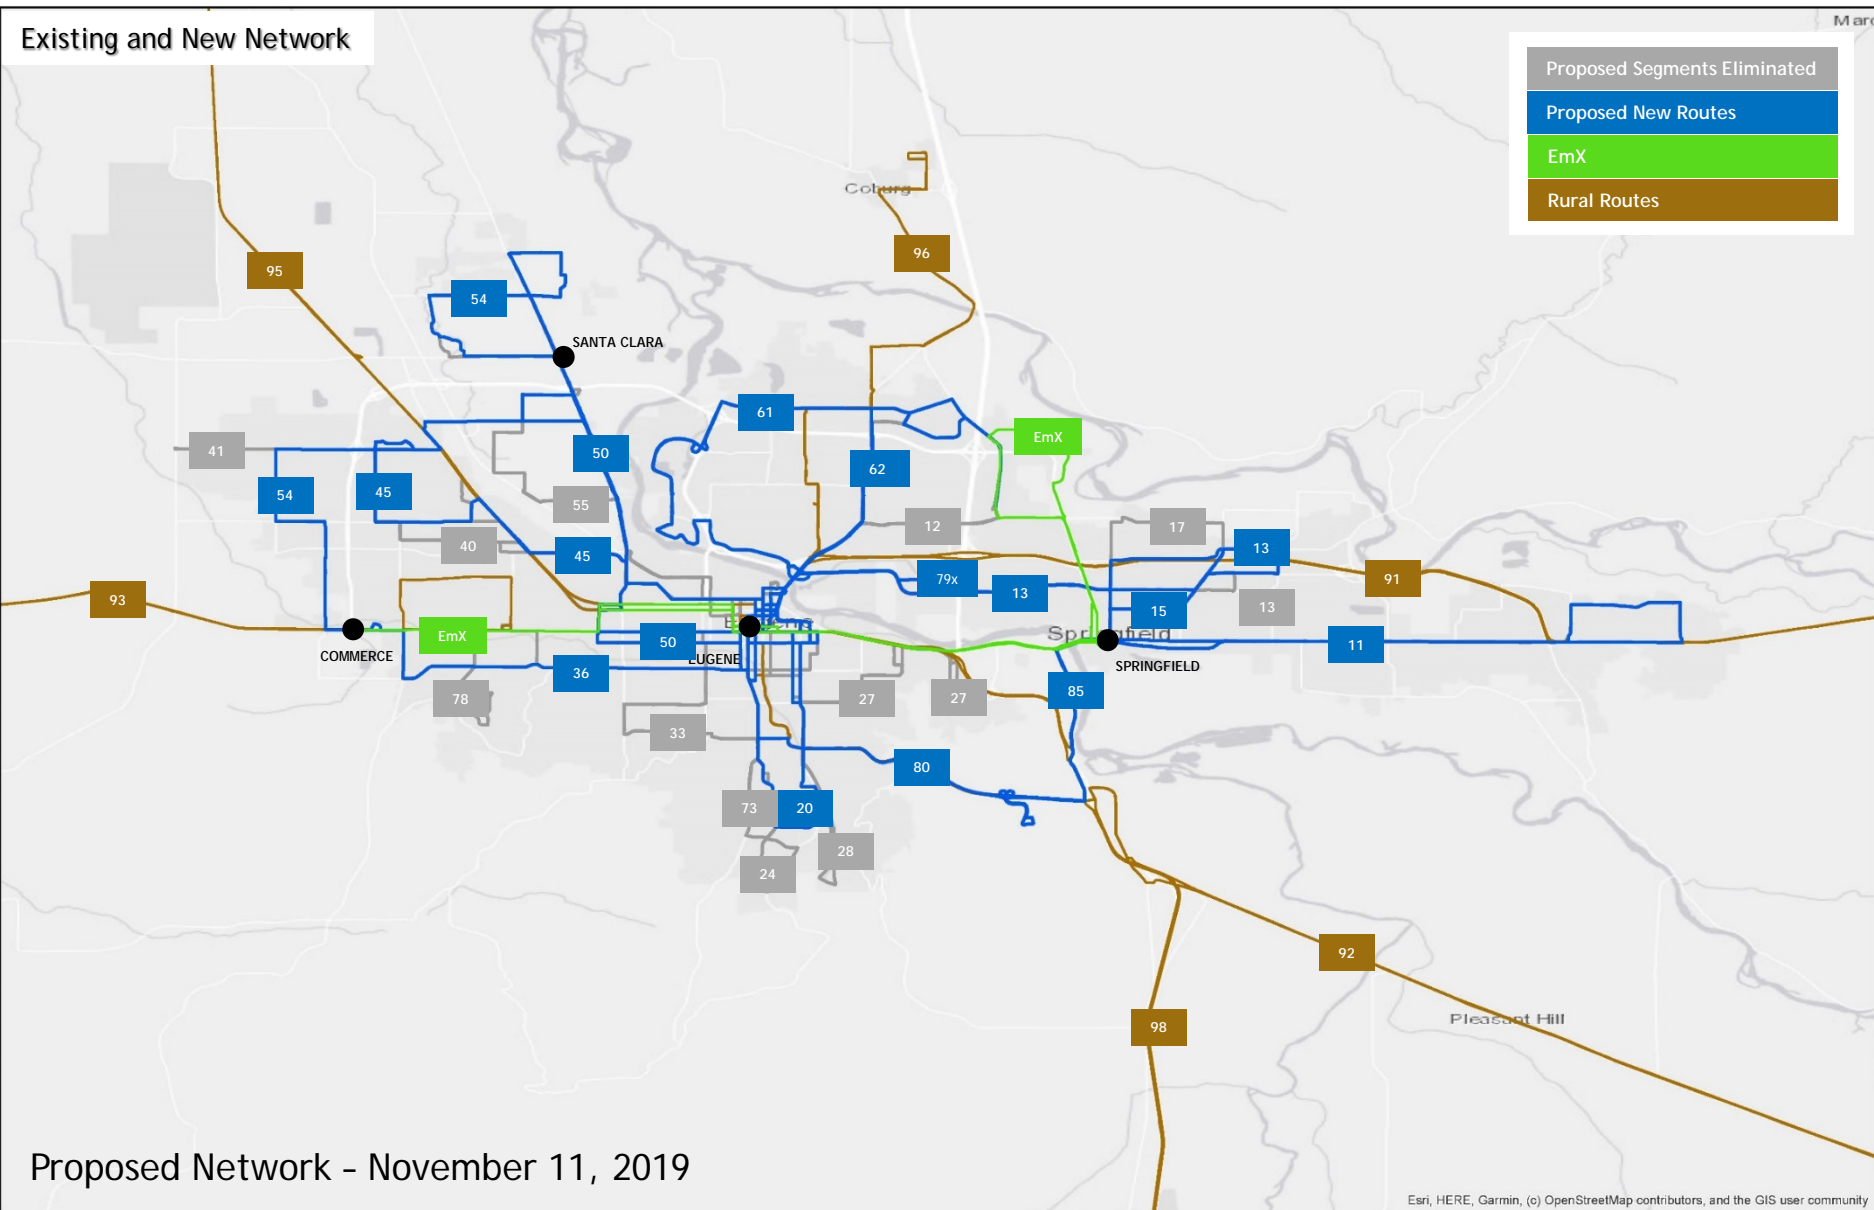 Existing and New Network
Marc
Proposed Segments Eliminated
Proposed New Routes
EmX
Rural Routes
Coburg
96
95
54
SANTA CLARA
61
EmX
41
50
62
54
45
55
12
17
40
45
13
79x
91
93
13
15
13
Eugene
EmX
50
EUGENE
Springfield
COMMERCE
SPRINGFIELD
11
36
78
27
27
85
33
80
73
20
28
24
92
Pleasant Hill
98
Proposed Network - November 11, 2019
Esri, HERE, Garmin, (c) OpenStreetMap contributors, and the GIS user community